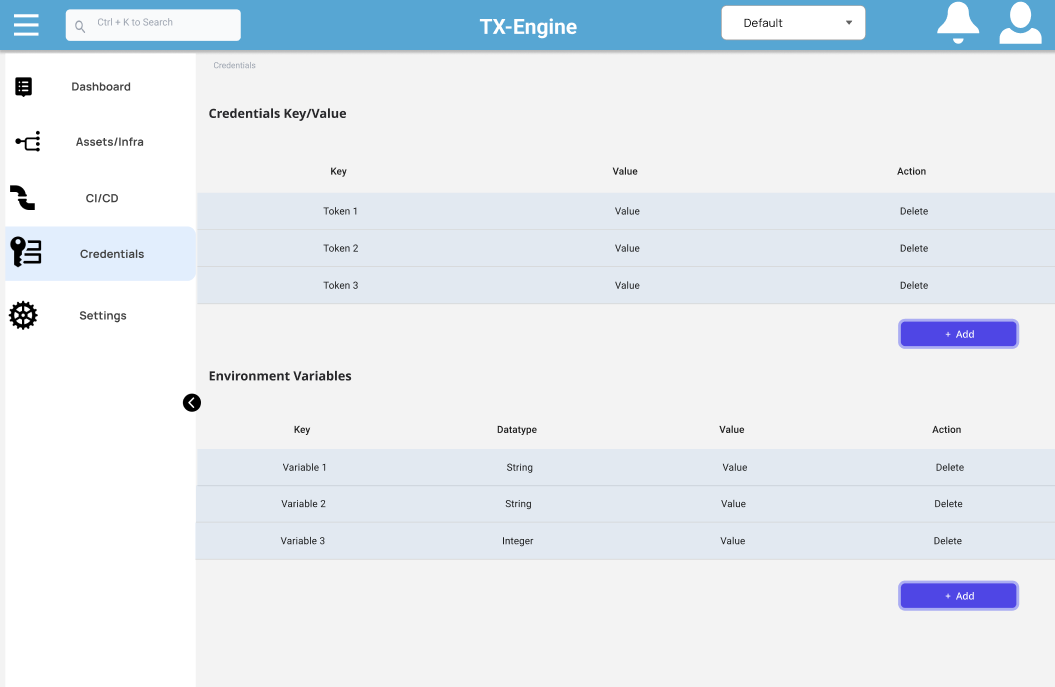 Ctrl + K to Search
TX-Engine
Default
Dashboard
Assets/Infra
CI/CD
Credentials
Settings
Credentials
Credentials Key/Value
Key Value Action
Token 1 Value Delete
Token 2 Value Delete
Token 3 Value Delete
+ Add
Environment Variables
Key Datatype Value Action
Variable 1 String Value Delete
Variable 2 String Value Delete
Variable 3 Integer Value Delete
+ Add